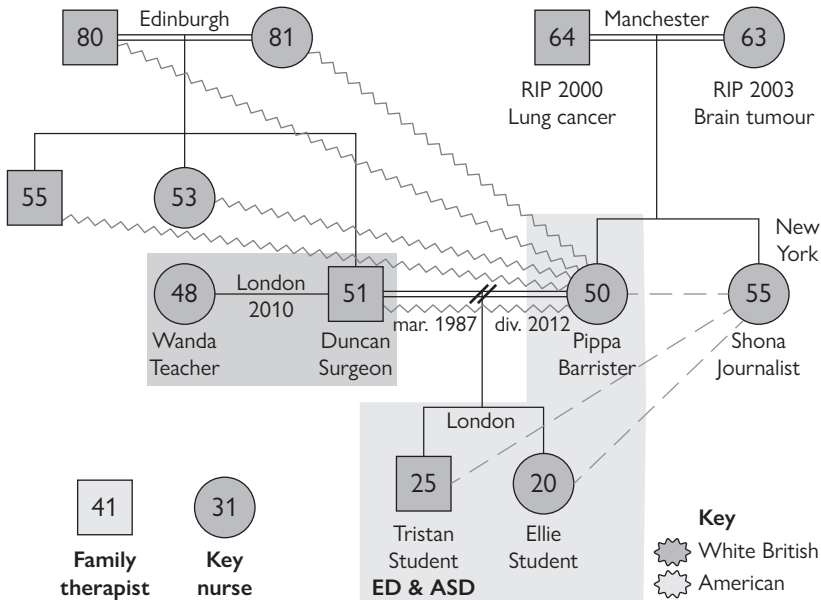 80
Edinburgh
81
64
Manchester
63
RIP 2000
Lung cancer
RIP 2003
Brain tumour
55
53
New
York
48
London
2010
51
mar. 1987
div. 2012
50
55
Wanda
Teacher
Duncan
Surgeon
Pippa
Barrister
Shona
Journalist
London
25
20
Tristan
Student
ED & ASD
Ellie
Student
41
Family
therapist
31
Key
nurse
Key
White British
American